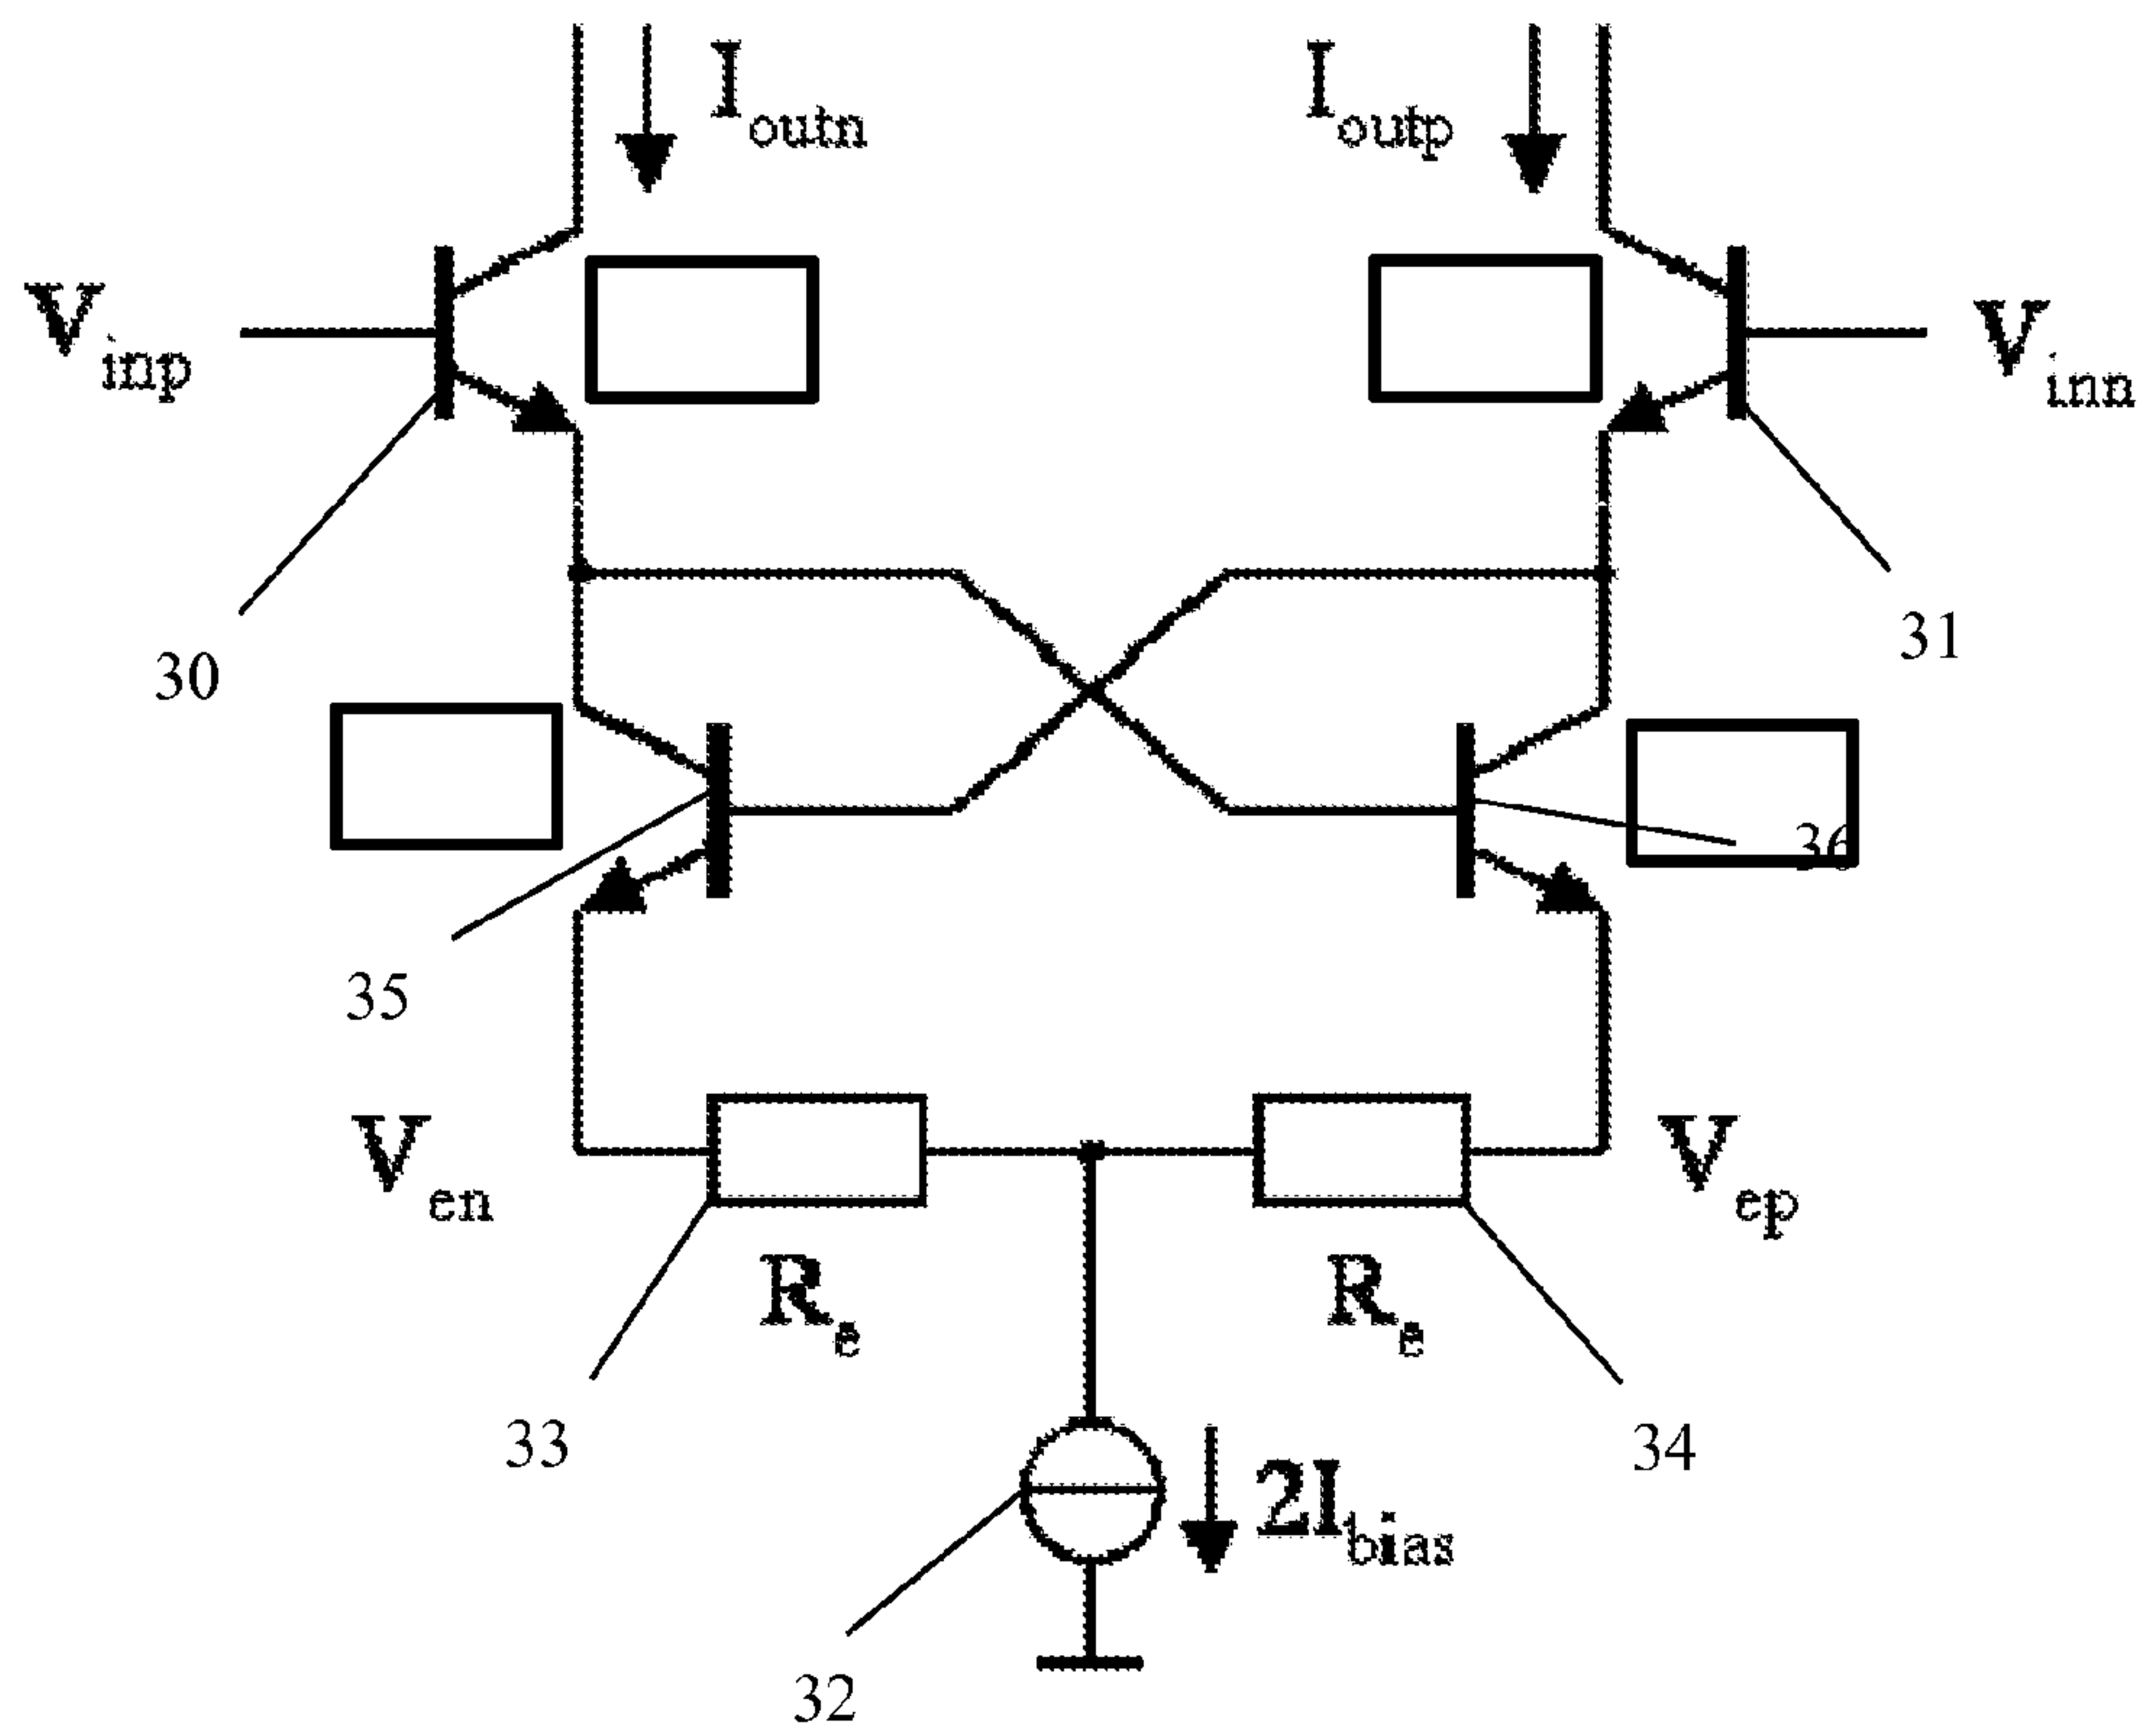 I_outn
I_outp
V_inp
V_inn
30
31
36
35
V_en
V_ep
R_e
R_e
33
34
2I_bias
32